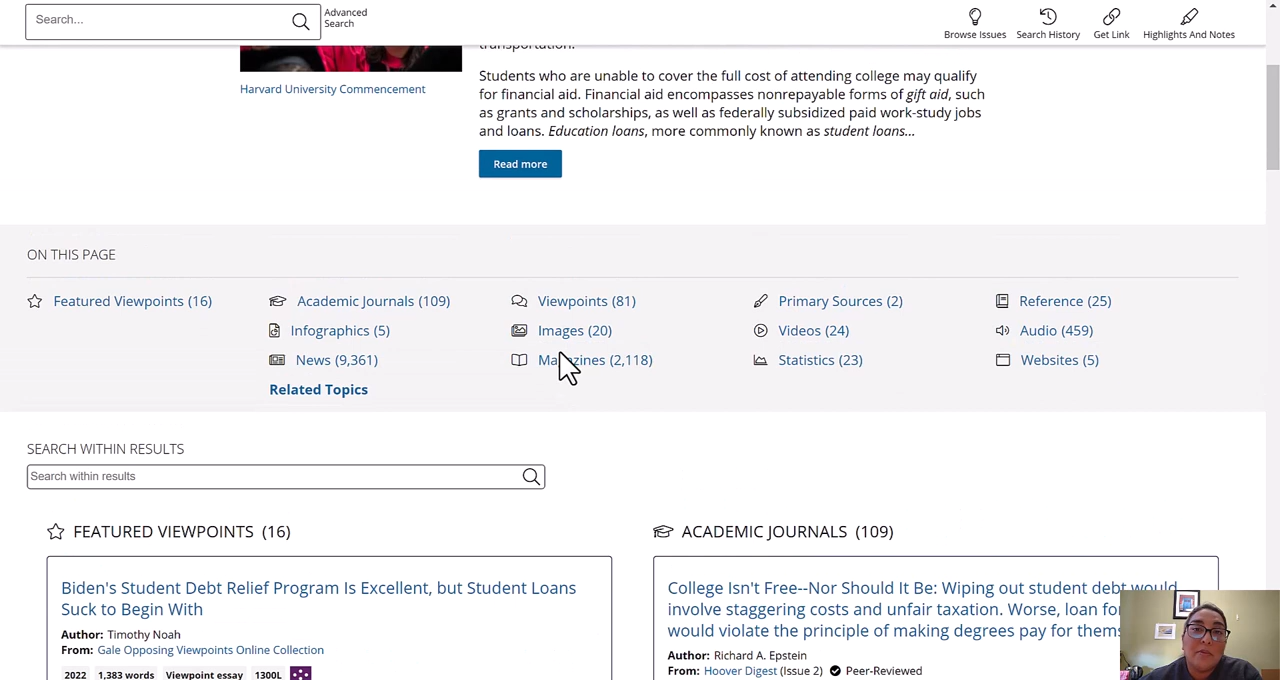 Search...
Advanced
Search
Browse Issues
Search History
Get Link
Highlights And Notes
transportation.
Harvard University Commencement
Students who are unable to cover the full cost of attending college may qualify
for financial aid. Financial aid encompasses nonrepayable forms of gift aid, such
as grants and scholarships, as well as federally subsidized paid work-study jobs
and loans. Education loans, more commonly known as student loans...
Read more
ON THIS PAGE
Featured Viewpoints (16)
Academic Journals (109)
Viewpoints (81)
Primary Sources (2)
Reference (25)
Infographics (5)
Images (20)
Videos (24)
Audio (459)
News (9,361)
Magazines (2,118)
Statistics (23)
Websites (5)
Related Topics
SEARCH WITHIN RESULTS
Search within results
FEATURED VIEWPOINTS (16)
Biden's Student Debt Relief Program Is Excellent, but Student Loans
Suck to Begin With
Author: Timothy Noah
From: Gale Opposing Viewpoints Online Collection
2022 1,383 words Viewpoint essay 1300L
ACADEMIC JOURNALS (109)
College Isn't Free--Nor Should It Be: Wiping out student debt would
involve staggering costs and unfair taxation. Worse, loan
would violate the principle of making degrees pay for
Author: Richard A. Epstein
From: Hoover Digest (Issue 2) Peer-Reviewed